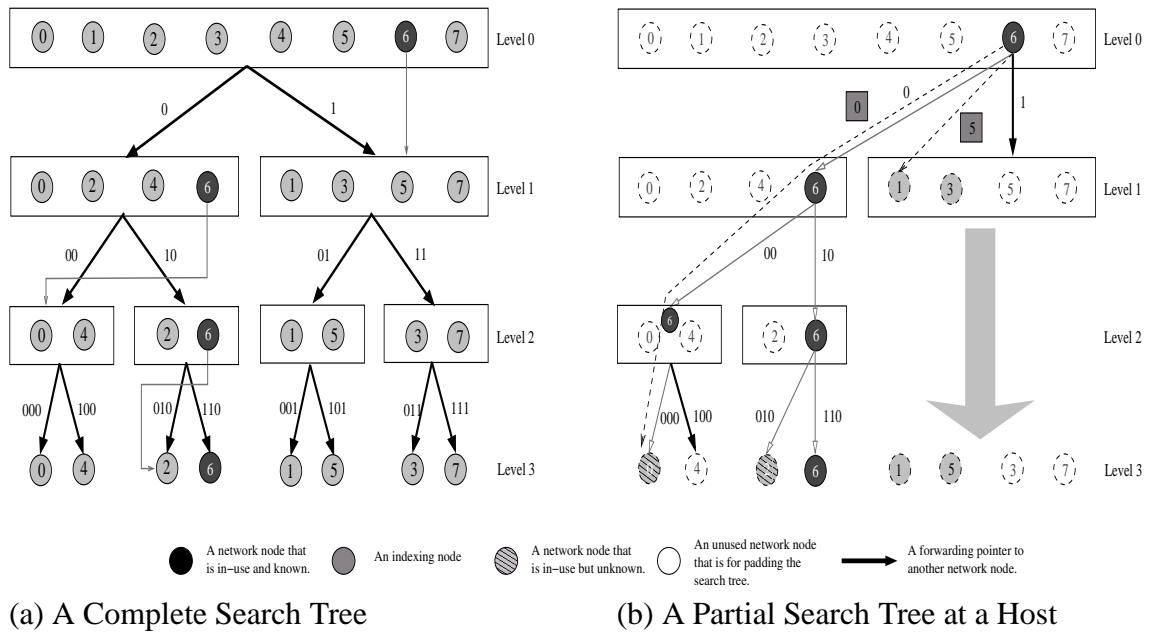 0 1 2 3 4 5 6 7 Level 0
0 1
0 2 4 6 1 3 5 7 Level 1
00 10 01 11
0 4 2 6 1 5 3 7 Level 2
000 100 010 110 001 101 011 111
0 4 2 6 1 5 3 7 Level 3
0 1 2 3 4 5 6 7 Level 0
0 0 1
5
0 2 4 6 1 3 5 7 Level 1
00 10
6
0 4 2 6 Level 2
000 100 010 110
4 6 1 5 3 7 Level 3
A network node that
is in-use and known.
An indexing node
A network node that
is in-use but unknown.
An unused network node
that is for padding the
search tree.
A forwarding pointer to
another network node.
(a) A Complete Search Tree
(b) A Partial Search Tree at a Host